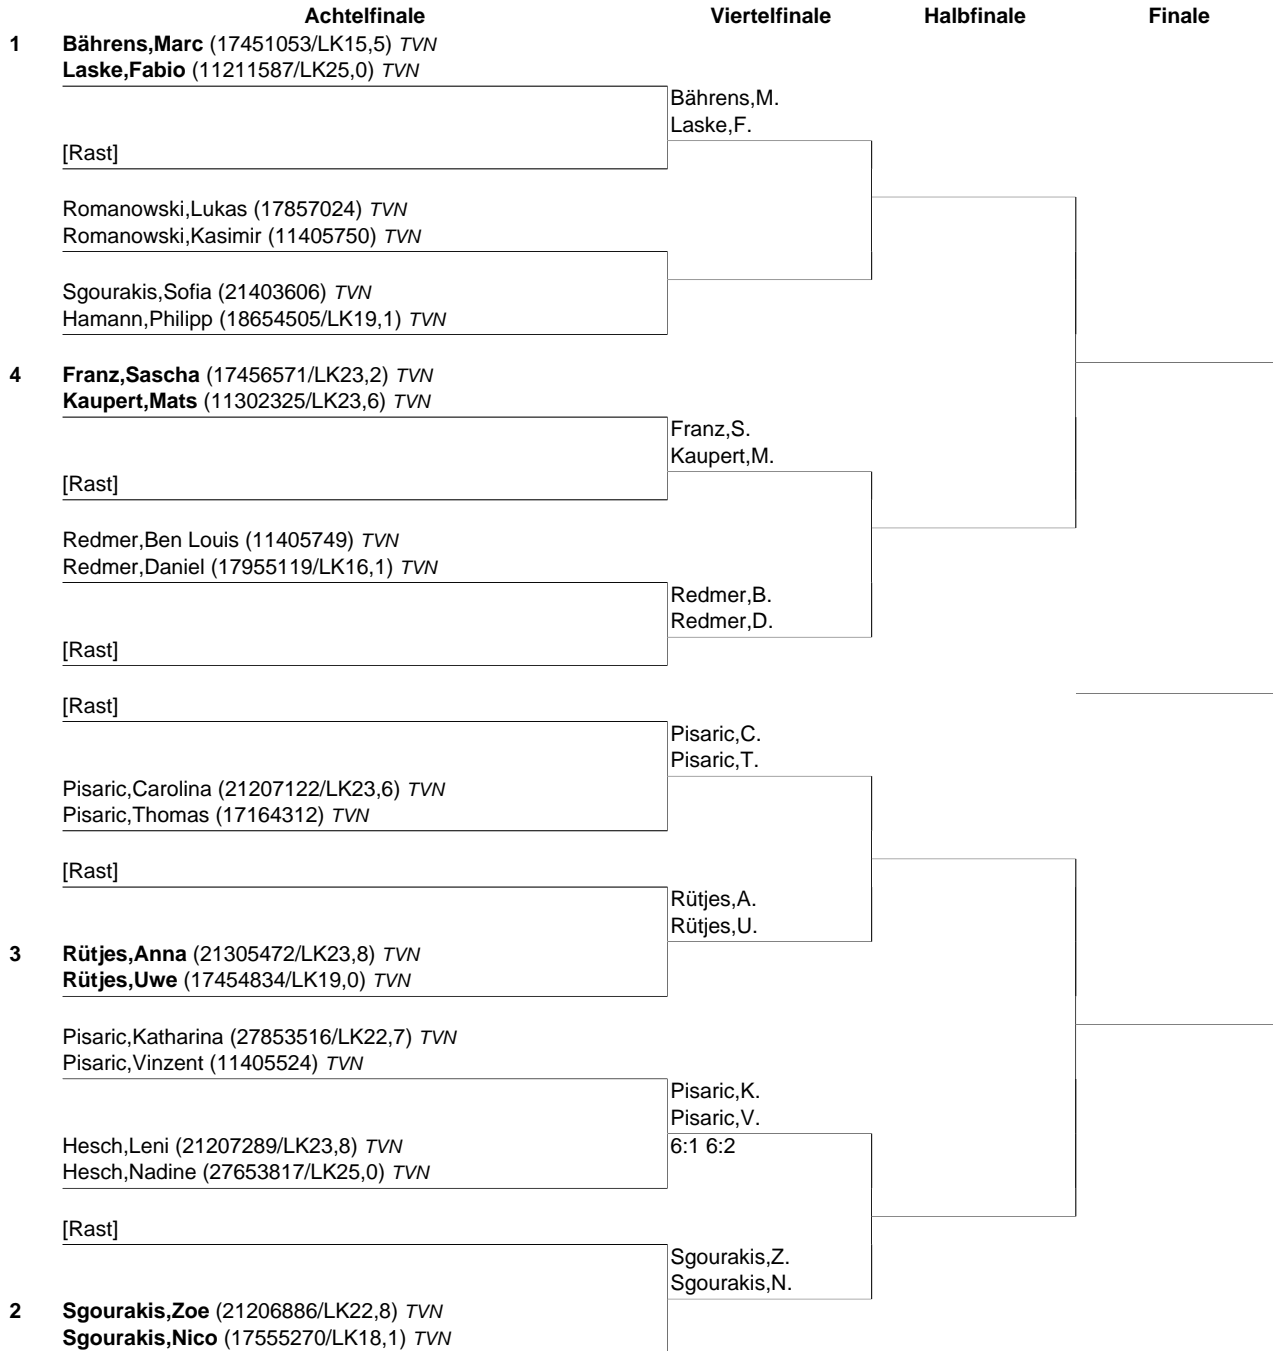 Achtelfinale Viertelfinale Halbfinale Finale
1 Bährens,Marc (17451053/LK15,5) TVN
Laske,Fabio (11211587/LK25,0) TVN
Bährens,M.
Laske,F.
[Rast]
Romanowski,Lukas (17857024) TVN
Romanowski,Kasimir (11405750) TVN
Sgourakis,Sofia (21403606) TVN
Hamann,Philipp (18654505/LK19,1) TVN
4 Franz,Sascha (17456571/LK23,2) TVN
Kaupert,Mats (11302325/LK23,6) TVN
Franz,S.
Kaupert,M.
[Rast]
Redmer,Ben Louis (11405749) TVN
Redmer,Daniel (17955119/LK16,1) TVN
Redmer,B.
Redmer,D.
[Rast]
[Rast]
Pisaric,C.
Pisaric,T.
Pisaric,Carolina (21207122/LK23,6) TVN
Pisaric,Thomas (17164312) TVN
[Rast]
Rütjes,A.
Rütjes,U.
3 Rütjes,Anna (21305472/LK23,8) TVN
Rütjes,Uwe (17454834/LK19,0) TVN
Pisaric,Katharina (27853516/LK22,7) TVN
Pisaric,Vinzent (11405524) TVN
Pisaric,K.
Pisaric,V.
Hesch,Leni (21207289/LK23,8) TVN 6:1 6:2
Hesch,Nadine (27653817/LK25,0) TVN
[Rast]
Sgourakis,Z.
Sgourakis,N.
2 Sgourakis,Zoe (21206886/LK22,8) TVN
Sgourakis,Nico (17555270/LK18,1) TVN